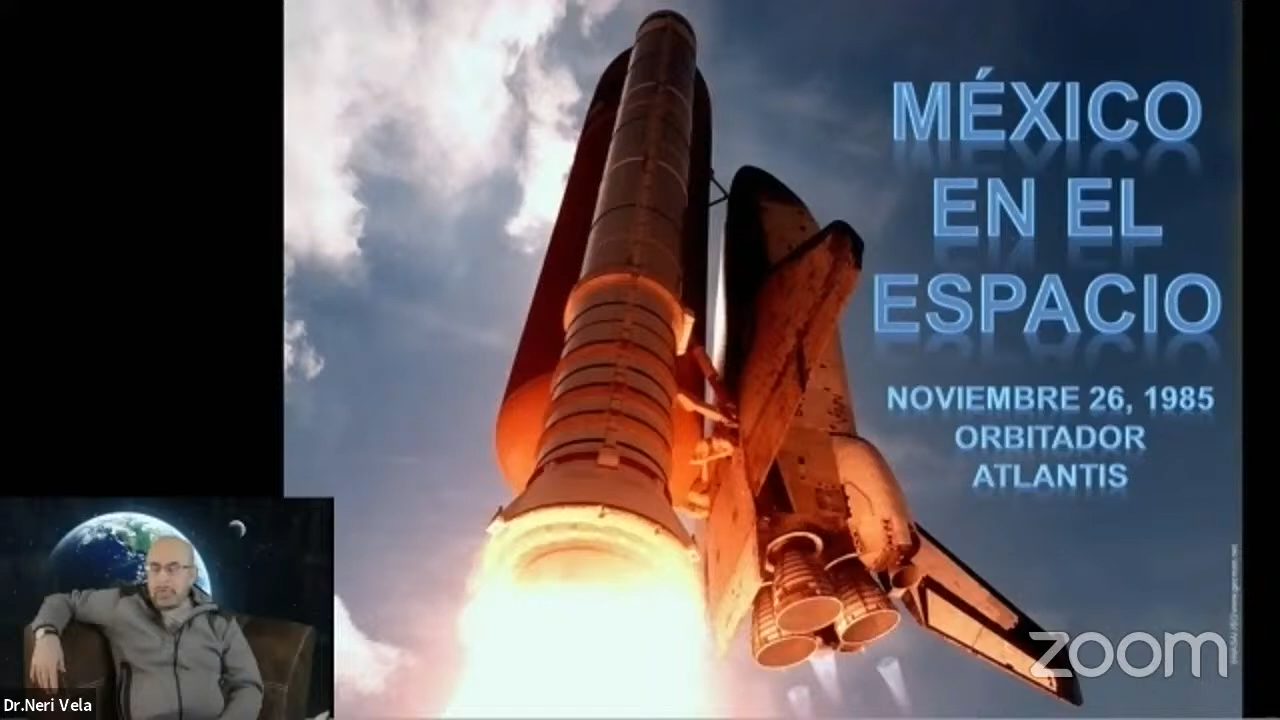 MÉXICO
EN EL
ESPACIO
NOVIEMBRE 26, 1985
ORBITADOR
ATLANTIS
zoom
Dr.Neri Vela